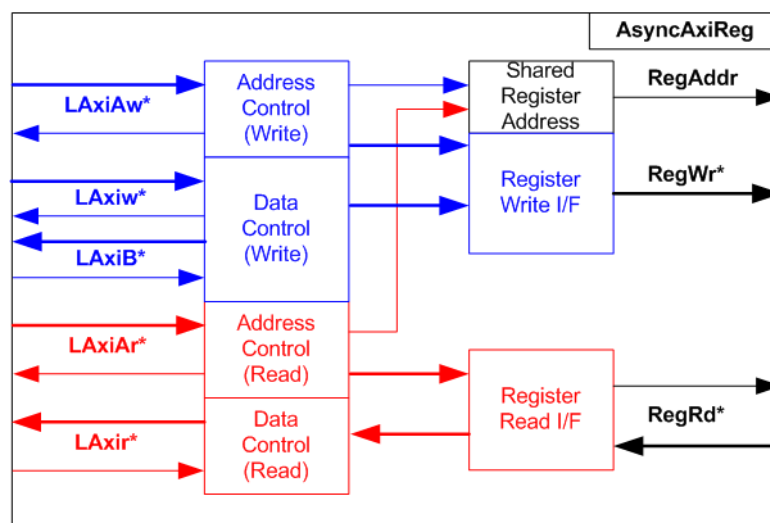 AsyncAxiReg
LAxiAw*
Address
Control
(Write)
Shared
Register
Address
RegAddr
LAxiw*
LAxiB*
Data
Control
(Write)
Register
Write I/F
RegWr*
LAxiAr*
Address
Control
(Read)
LAxir*
Data
Control
(Read)
Register
Read I/F
RegRd*